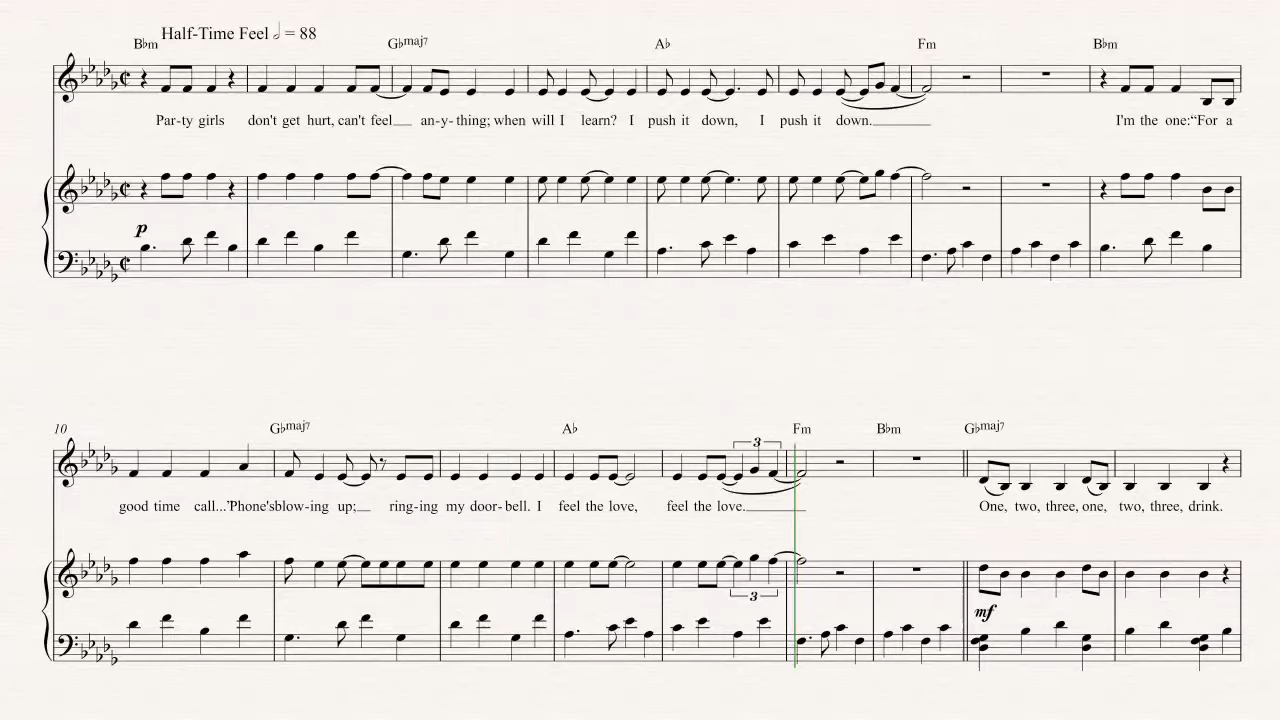 Half-Time Feel 𝅗𝅥 = 88
B♭m G♭maj7 A♭ Fm B♭m
Par-ty girls don't get hurt, can't feel an-y-thing; when will I learn? I push it down, I push it down. I'm the one: “For a
p
10
G♭maj7 A♭ Fm B♭m G♭maj7
3
good time call...” Phone's blow-ing up; ring-ing my door-bell. I feel the love, feel the love. One, two, three, one, two, three, drink.
3
mf